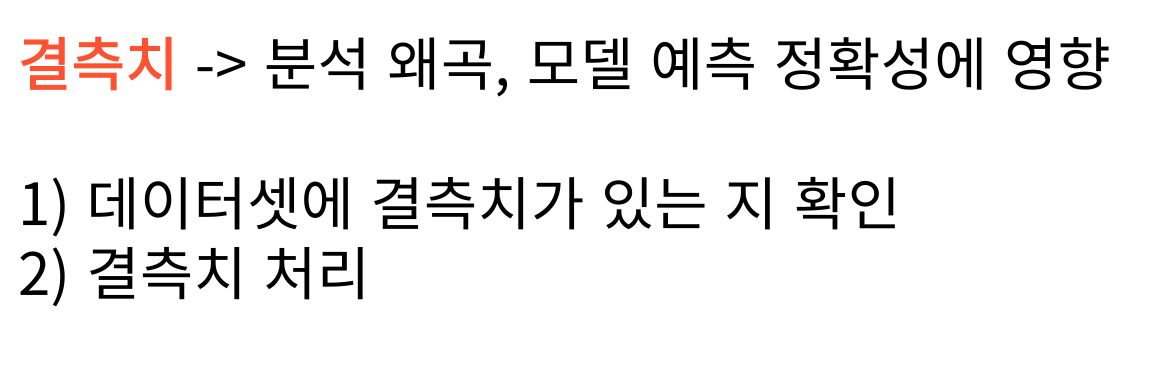 결측치 -> 분석 왜곡, 모델 예측 정확성에 영향
1) 데이터셋에 결측치가 있는 지 확인
2) 결측치 처리